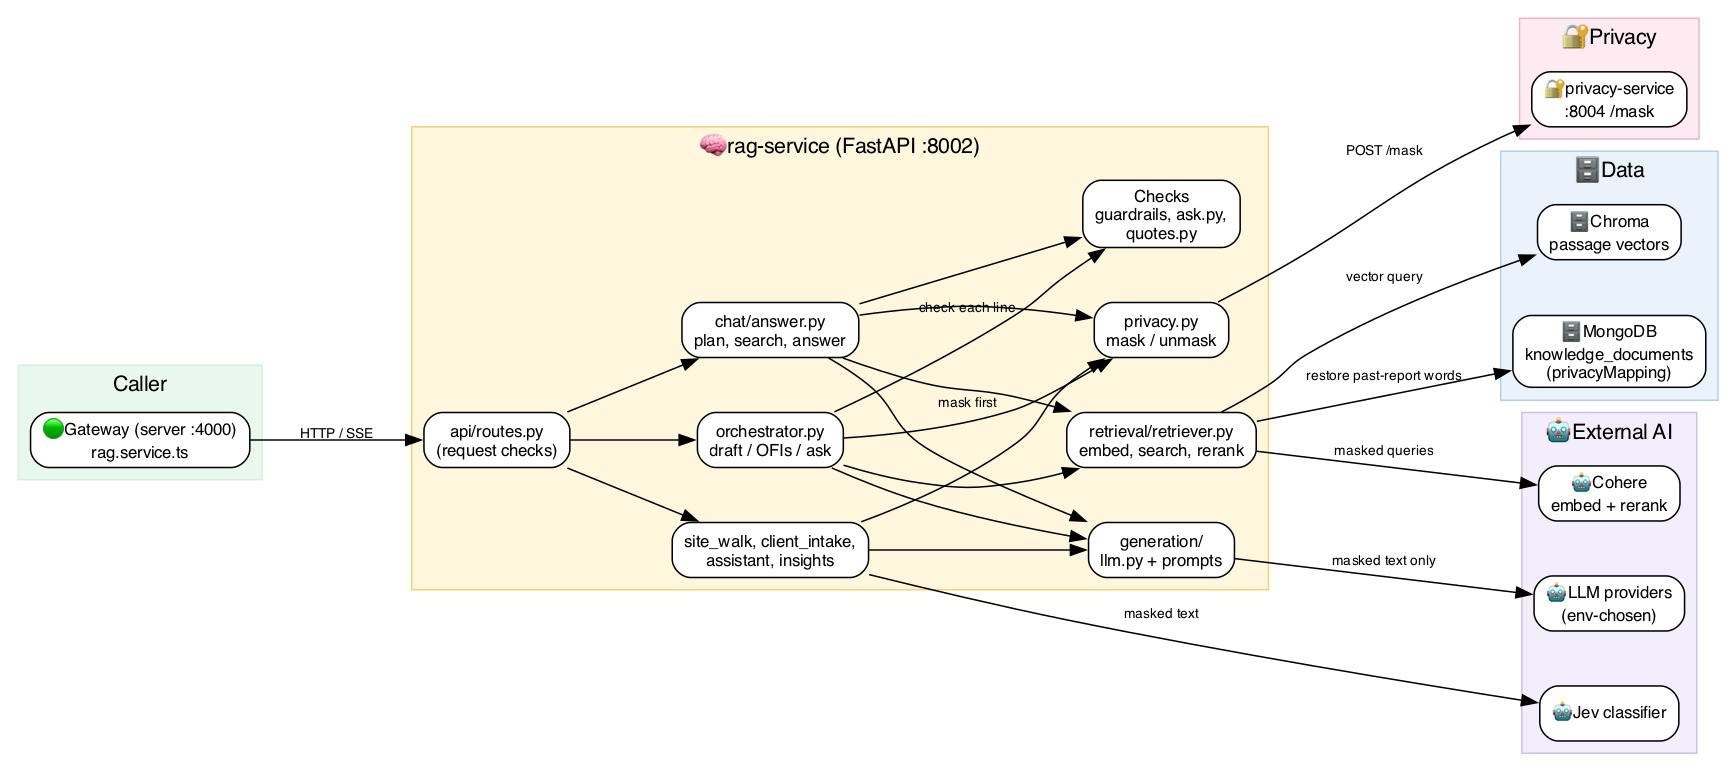 🔐Privacy
🔐privacy-service
:8004 /mask
🧠rag-service (FastAPI :8002)
POST /mask
🗄️Data
Checks
guardrails, ask.py,
quotes.py
🗄️Chroma
passage vectors
vector query
check each line
chat/answer.py
plan, search, answer
privacy.py
mask / unmask
🗄️MongoDB
knowledge_documents
(privacyMapping)
restore past-report words
Caller
mask first
🟢Gateway (server :4000)
rag.service.ts
HTTP / SSE
api/routes.py
(request checks)
orchestrator.py
draft / OFIs / ask
retrieval/retriever.py
embed, search, rerank
🤖External AI
masked queries
🤖Cohere
embed + rerank
site_walk, client_intake,
assistant, insights
generation/
llm.py + prompts
masked text only
🤖LLM providers
(env-chosen)
masked text
🤖Jev classifier